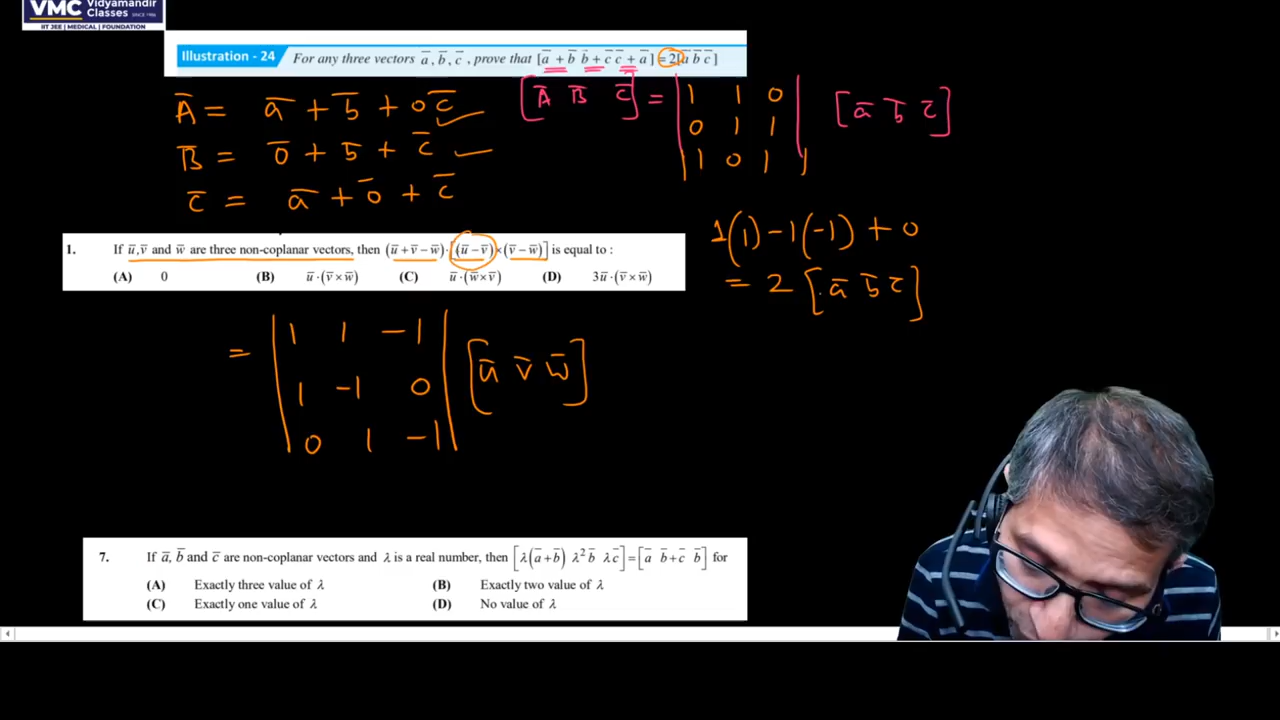 VMC Vidyamandir Classes SINCE 1986
IIT JEE | MEDICAL | FOUNDATION
Illustration - 24 For any three vectors a̅, b̅, c̅, prove that [a̅ + b̅ b̅ + c̅ c̅ + a̅] = 2[a̅ b̅ c̅]
A̅ = a̅ + b̅ + 0c̅
B̅ = 0̅ + b̅ + c̅
c̅ = a̅ + 0̅ + c̅
[A̅ B̅ C̅] = | 1 1 0 | [a̅ b̅ c̅]
0 1 1
| 1 0 1 |
1(1) - 1(-1) + 0
= 2 [a̅ b̅ c̅]
1. If u̅, v̅ and w̅ are three non-coplanar vectors, then (u̅ + v̅ − w̅)·[(u̅ − v̅)×(v̅ − w̅)] is equal to :
(A) 0 (B) u̅·(v̅×w̅) (C) u̅·(w̅×v̅) (D) 3u̅·(v̅×w̅)
= | 1 1 -1 | [u̅ v̅ w̅]
1 -1 0
0 1 -1
7. If a̅, b̅ and c̅ are non-coplanar vectors and λ is a real number, then [λ(a̅+b̅) λ²b̅ λc̅] = [a̅ b̅+c̅ b̅] for
(A) Exactly three value of λ (B) Exactly two value of λ
(C) Exactly one value of λ (D) No value of λ